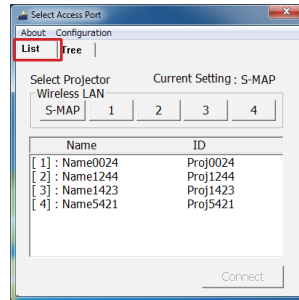 Select Access Port
About Configuration
List Tree
Select Projector Current Setting : S-MAP
Wireless LAN
S-MAP 1 2 3 4
Name ID
[ 1] : Name0024 Proj0024
[ 2] : Name1244 Proj1244
[ 3] : Name1423 Proj1423
[ 4] : Name5421 Proj5421
Connect